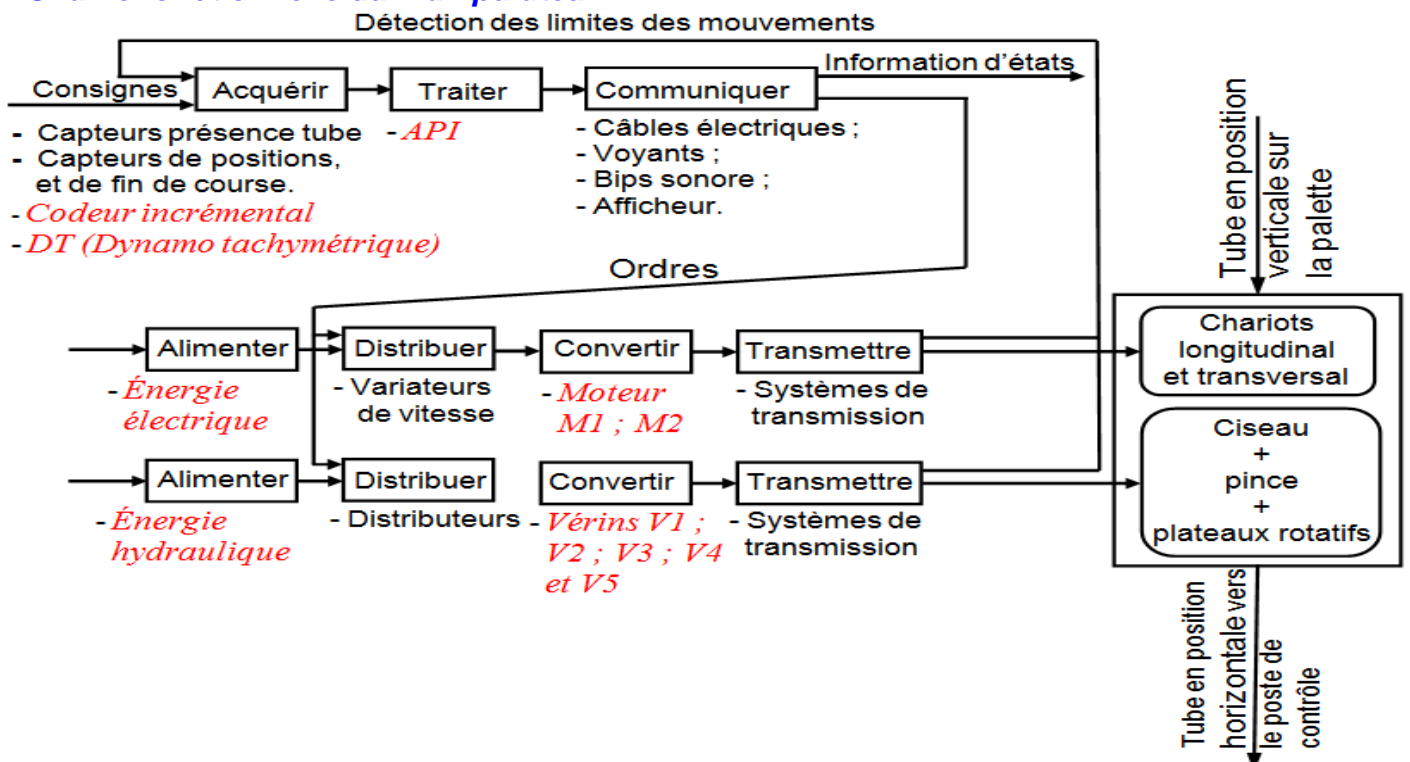 Détection des limites des mouvements
Information d'états
Consignes
Acquérir
Traiter
Communiquer
- Capteurs présence tube
- Capteurs de positions,
et de fin de course.
- Codeur incrémental
- DT (Dynamo tachymétrique)
- API
- Câbles électriques ;
- Voyants ;
- Bips sonore ;
- Afficheur.
Ordres
Tube en position
verticale sur
la palette
Alimenter
Distribuer
Convertir
Transmettre
- Énergie
électrique
- Variateurs
de vitesse
- Moteur
M1 ; M2
- Systèmes de
transmission
Chariots
longitudinal
et transversal
Alimenter
Distribuer
Convertir
Transmettre
- Énergie
hydraulique
- Distributeurs
- Vérins V1 ;
V2 ; V3 ; V4
et V5
- Systèmes de
transmission
Ciseau
+
pince
+
plateaux rotatifs
Tube en position
horizontale vers
le poste de
contrôle